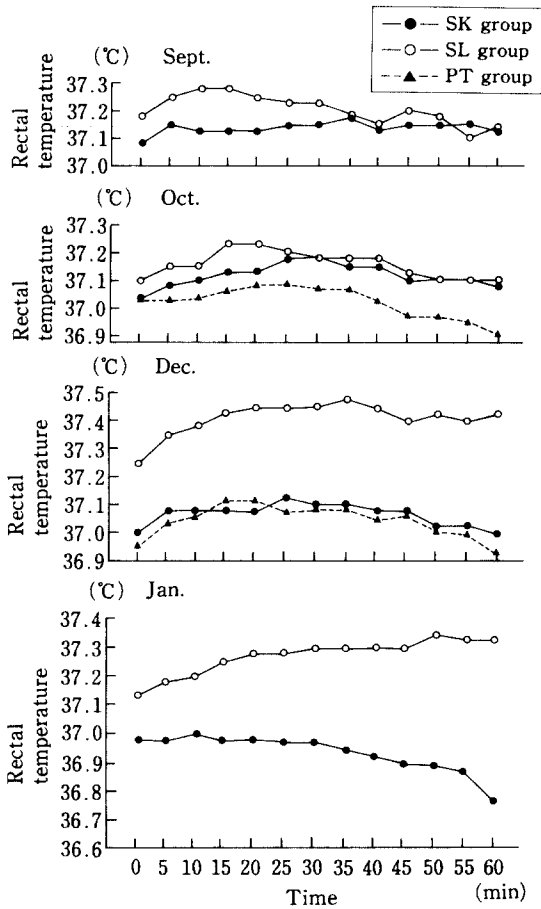 SK group
SL group
PT group
(℃) Sept.
Rectal
temperature
37.3
37.2
37.1
37.0
(℃) Oct.
Rectal
temperature
37.3
37.2
37.1
37.0
36.9
(℃) Dec.
Rectal
temperature
37.5
37.4
37.3
37.2
37.1
37.0
36.9
(℃) Jan.
Rectal
temperature
37.4
37.3
37.2
37.1
37.0
36.9
36.8
36.7
36.6
0 5 10 15 20 25 30 35 40 45 50 55 60
Time (min)